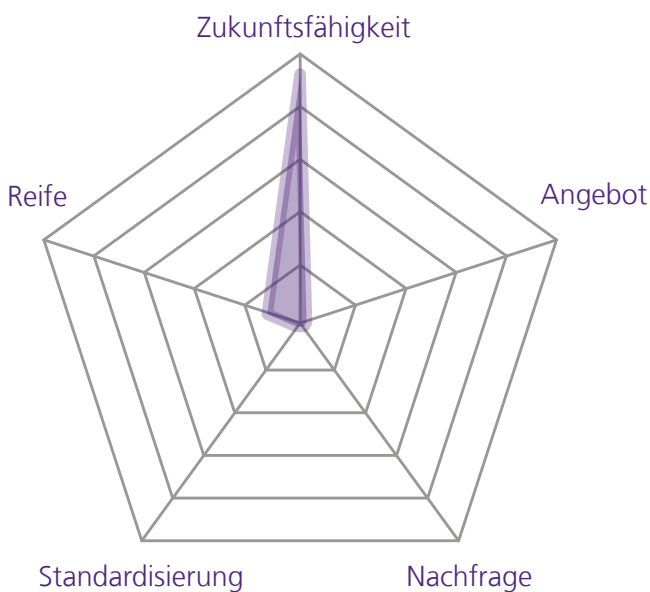 Zukunftsfähigkeit
Reife
Angebot
Standardisierung
Nachfrage